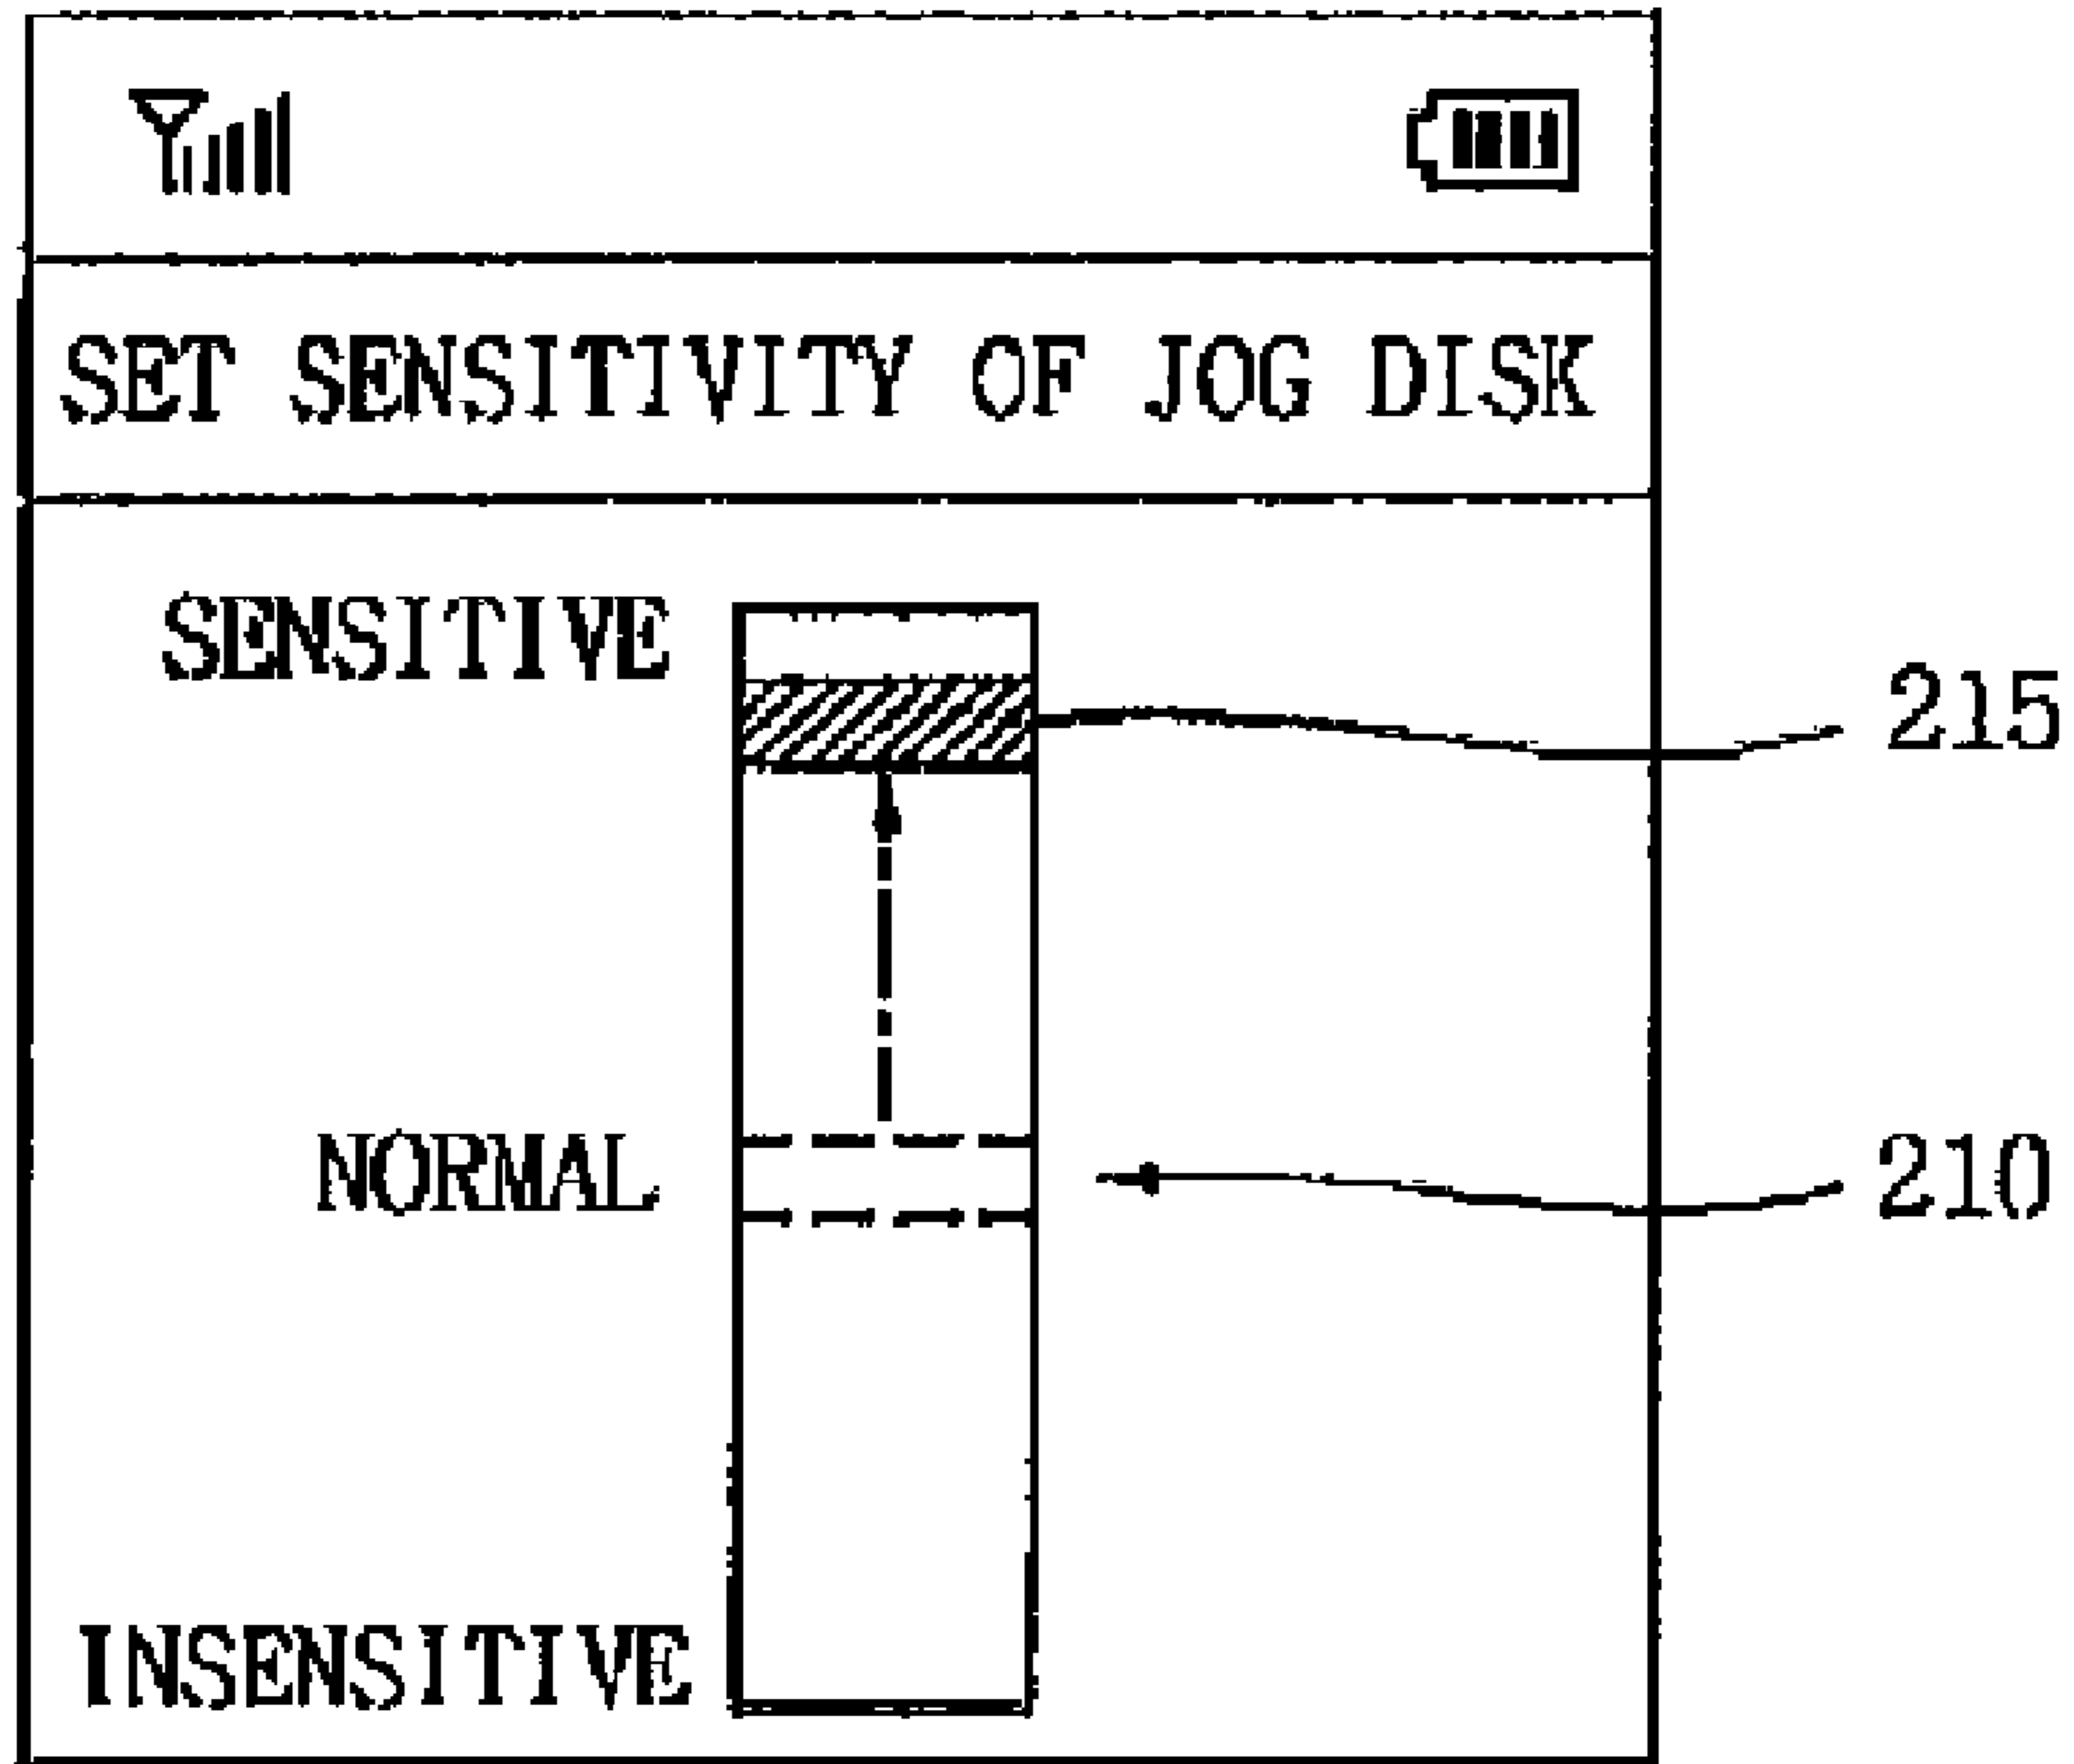 SET SENSITIVITY OF JOG DISK
SENSITIVE
215
NORMAL
210
INSENSITIVE